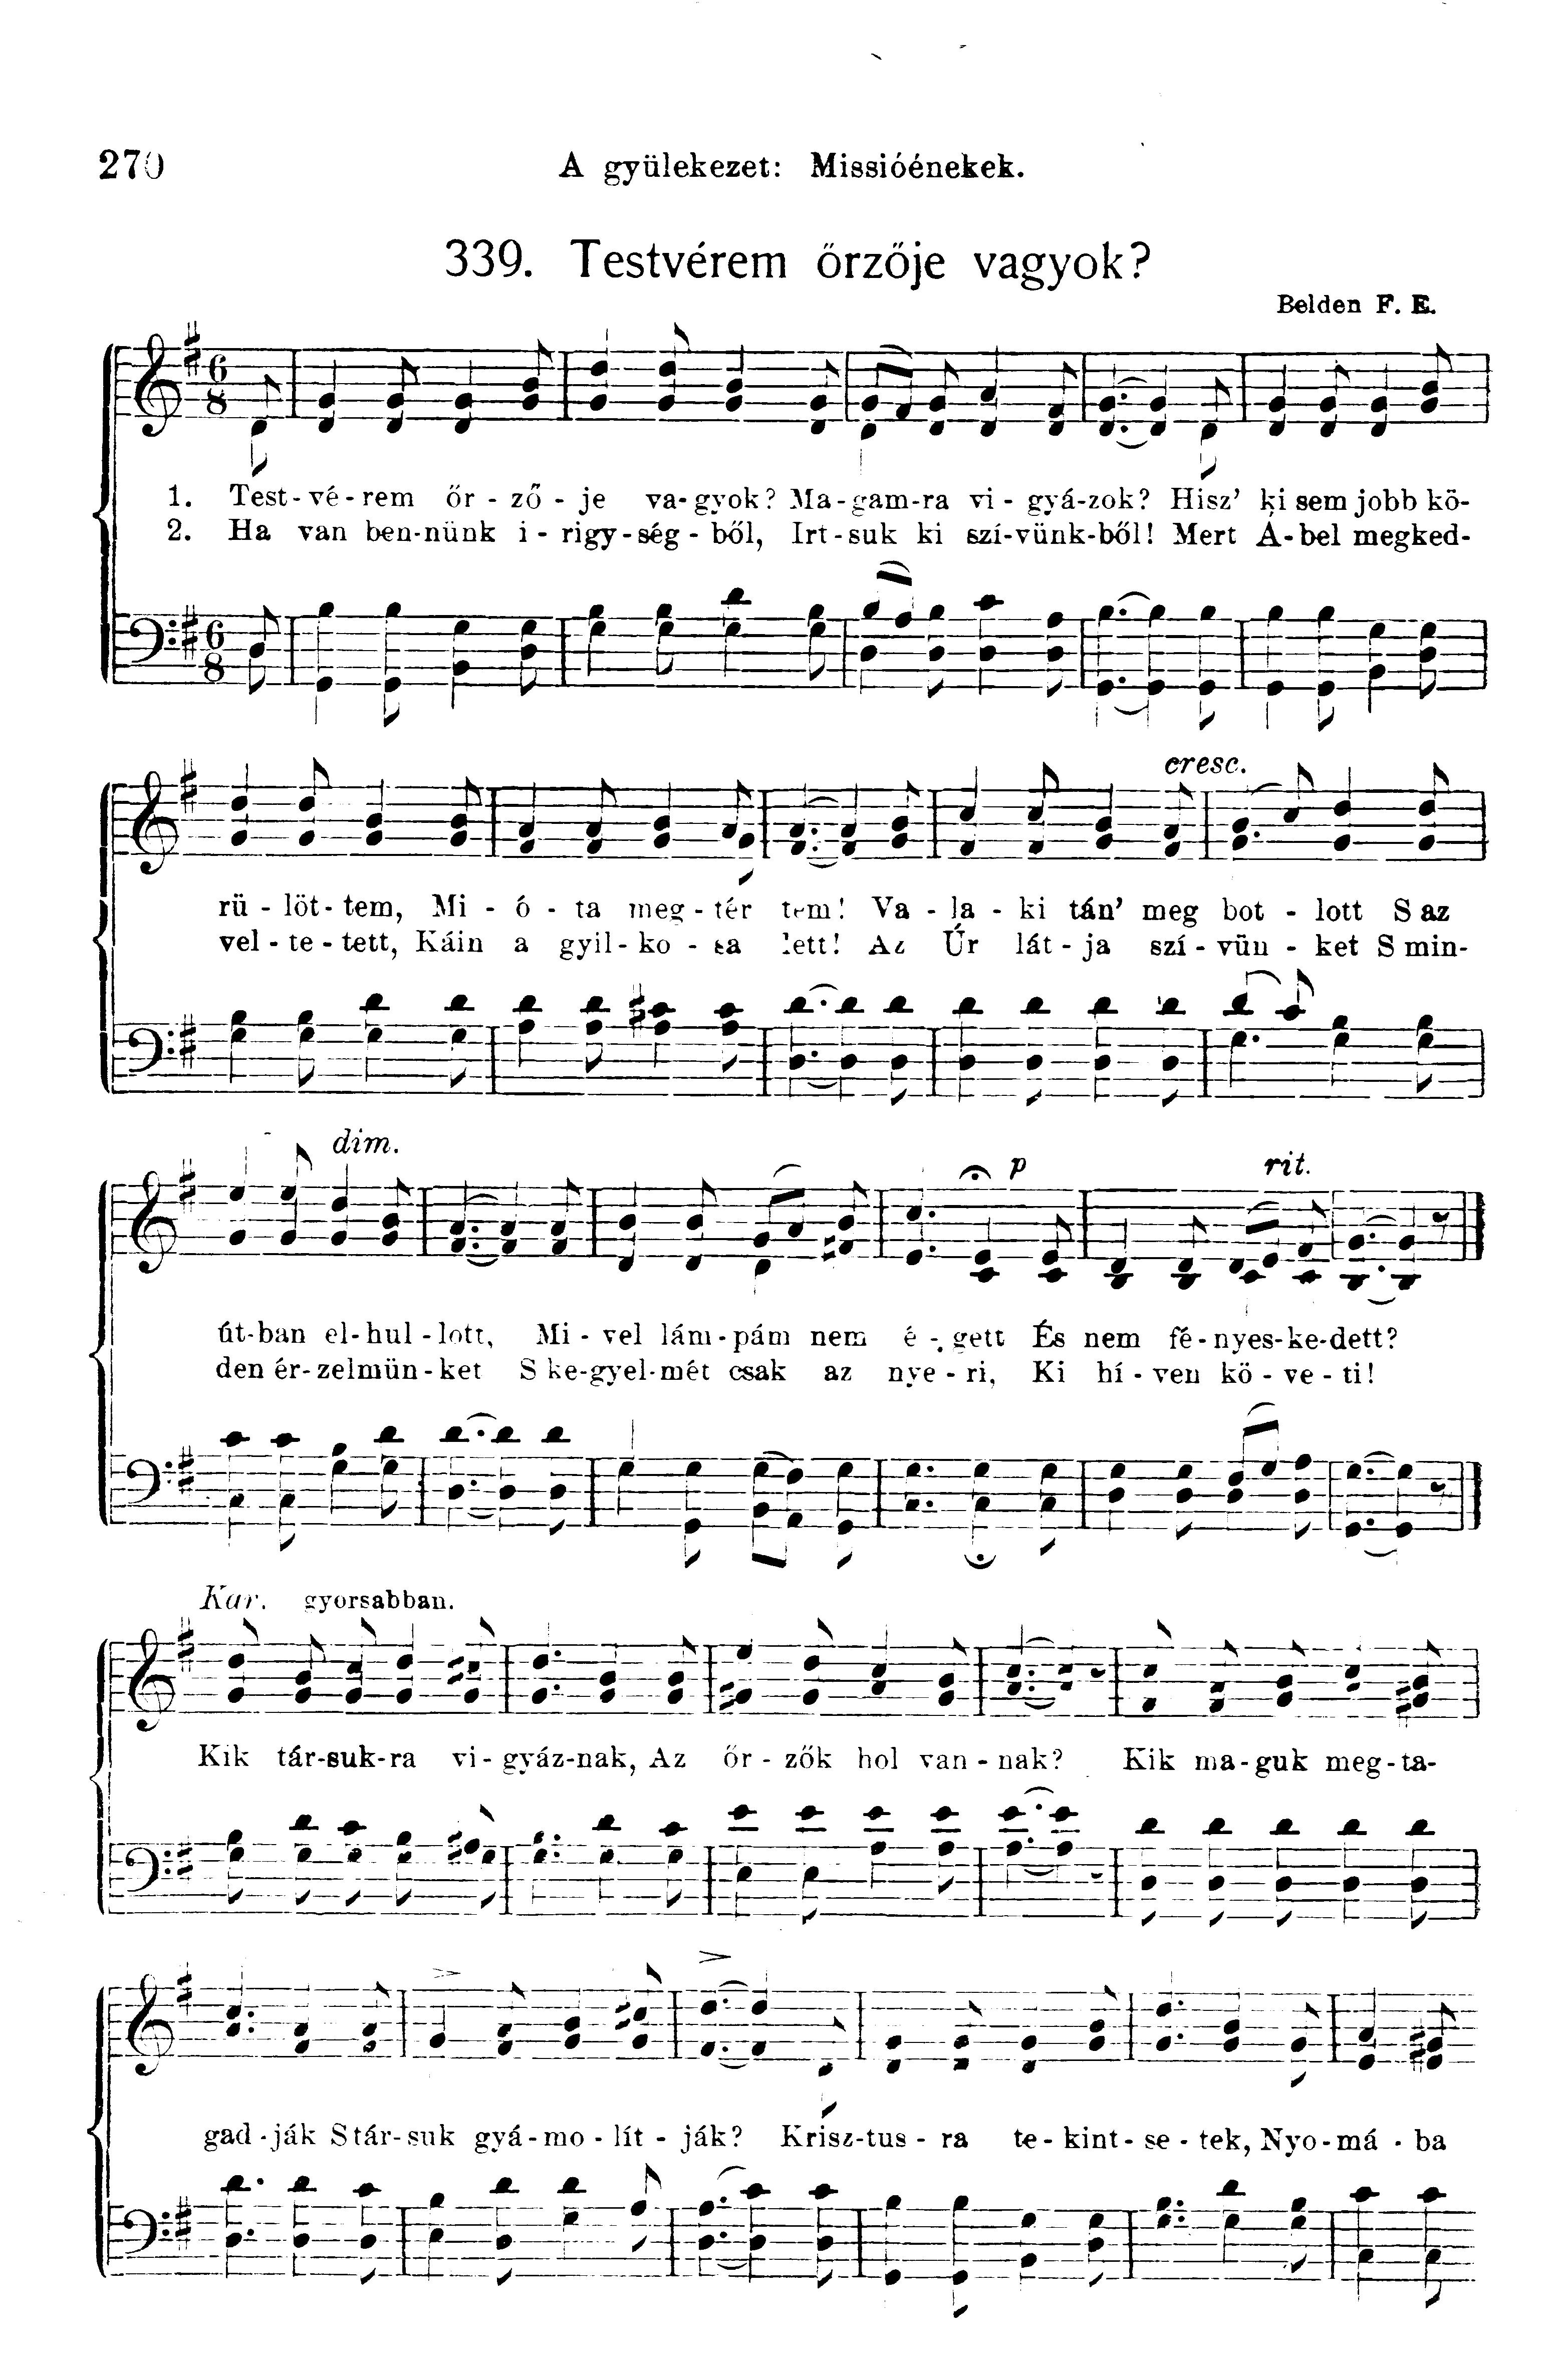 270
A gyülekezet: Missióénekek.
339. Testvérem őrzője vagyok?
Belden F. E.
1. Test-vé-rem őr-ző-je va-gyok? Ma-gam-ra vi-gyá-zok? Hisz' ki sem jobb kö-
2. Ha van ben-nünk i-rigy-ség-ből, Irt-suk ki szí-vünk-ből! Mert Á-bel megked-
cresc.
rü-löt-tem, Mi-ó-ta meg-tér tem! Va-la-ki tán' meg bot-lott S az
vel-te-tett, Káin a gyil-ko-sa lett! Az Úr lát-ja szí-vün-ket S min-
dim. p rit.
út-ban el-hul-lott, Mi-vel lám-pám nem é-gett És nem fé-nyes-ke-dett?
den ér-zelmün-ket S ke-gyel-mét csak az nye-ri, Ki hí-ven kö-ve-ti!
Kar. gyorsabban.
Kik tár-suk-ra vi-gyáz-nak, Az őr-zők hol van-nak? Kik ma-guk meg-ta-
gad-ják S tár-suk gyá-mo-lít-ják? Krisz-tus-ra te-kint-se-tek, Nyo-má-ba